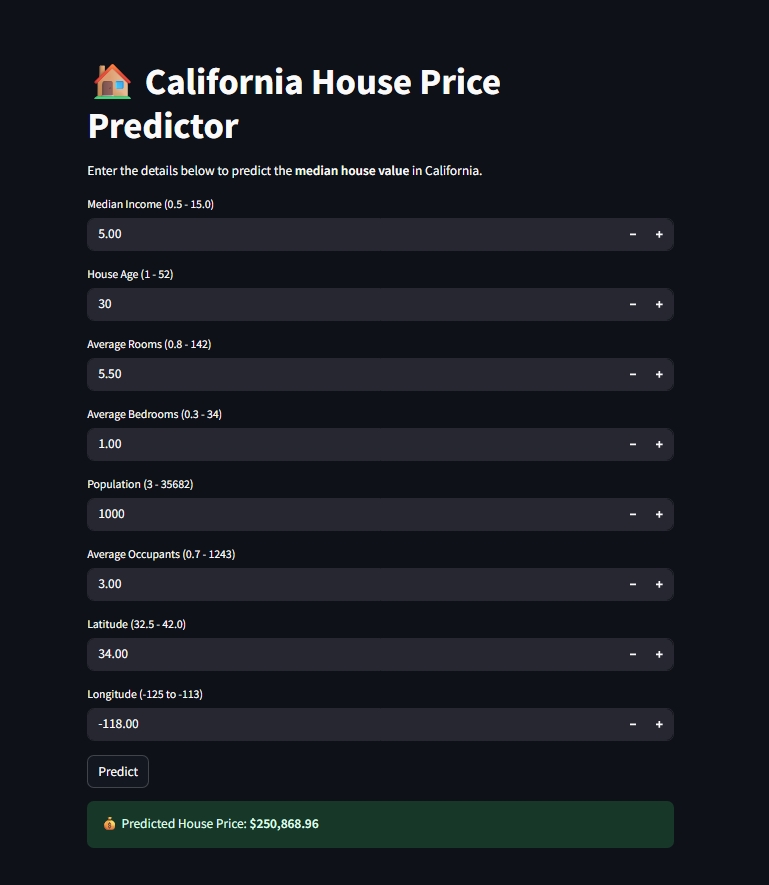 🏠 California House Price
Predictor
Enter the details below to predict the median house value in California.
Median Income (0.5 - 15.0)
5.00
House Age (1 - 52)
30
Average Rooms (0.8 - 142)
5.50
Average Bedrooms (0.3 - 34)
1.00
Population (3 - 35682)
1000
Average Occupants (0.7 - 1243)
3.00
Latitude (32.5 - 42.0)
34.00
Longitude (-125 to -113)
-118.00
Predict
💰 Predicted House Price: $250,868.96